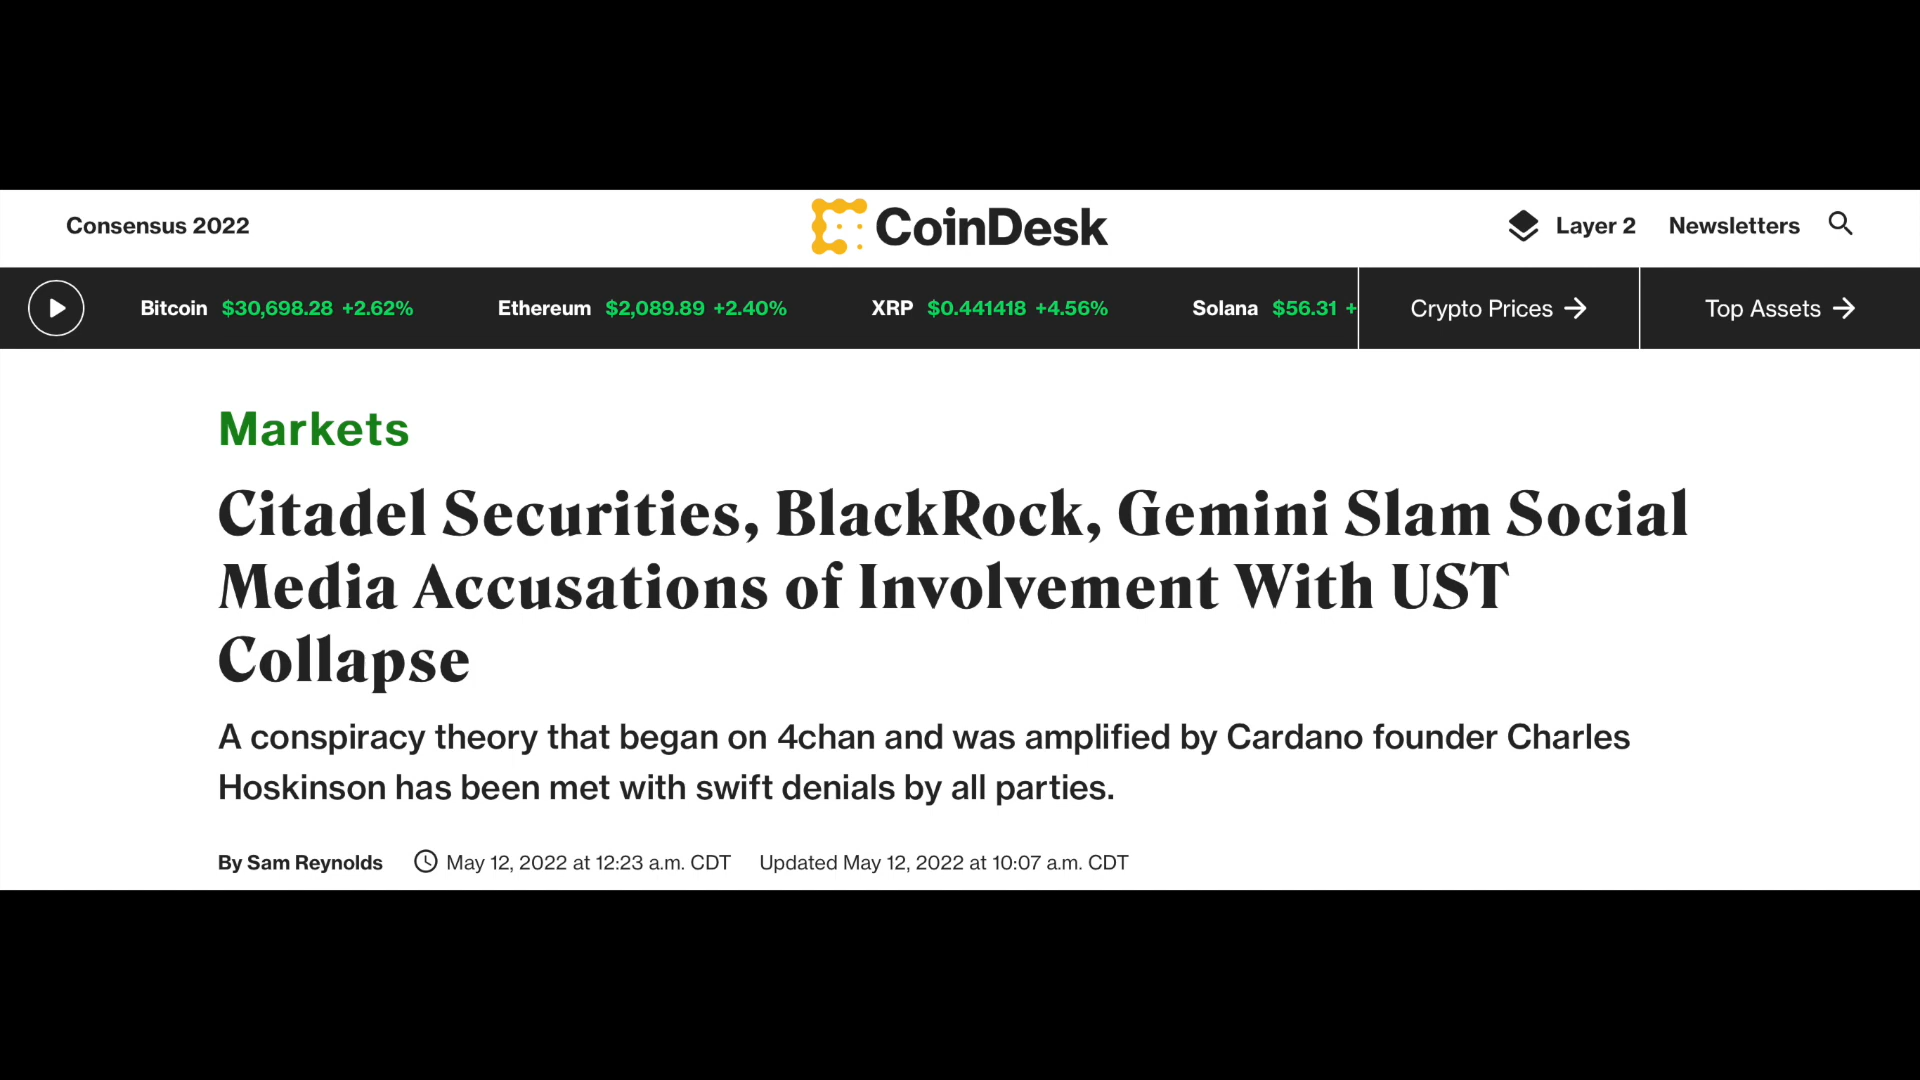 Consensus 2022
CoinDesk
Layer 2
Newsletters
Bitcoin $30,698.28 +2.62%
Ethereum $2,089.89 +2.40%
XRP $0.441418 +4.56%
Solana $56.31 +
Crypto Prices →
Top Assets →
Markets
Citadel Securities, BlackRock, Gemini Slam Social
Media Accusations of Involvement With UST
Collapse
A conspiracy theory that began on 4chan and was amplified by Cardano founder Charles
Hoskinson has been met with swift denials by all parties.
By Sam Reynolds May 12, 2022 at 12:23 a.m. CDT Updated May 12, 2022 at 10:07 a.m. CDT